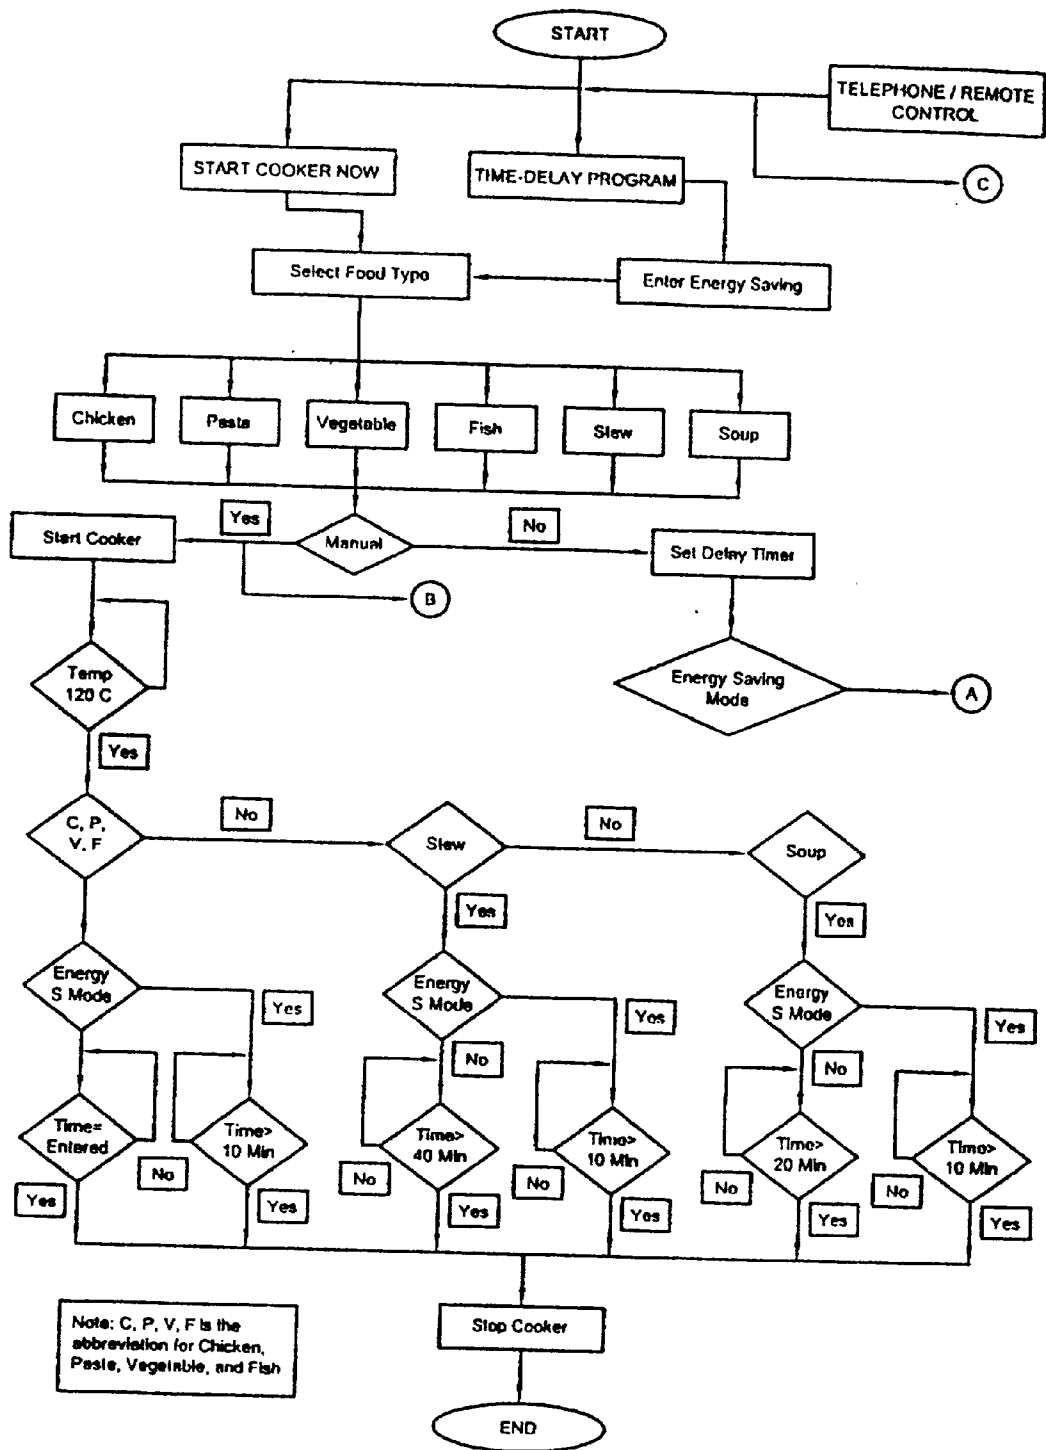 START
TELEPHONE / REMOTE
CONTROL
START COOKER NOW
TIME-DELAY PROGRAM
C
Select Food Type
Enter Energy Saving
Chicken
Pasta
Vegetable
Fish
Stew
Soup
Yes
No
Start Cooker
Manual
Set Delay Timer
B
Temp
120 C
Energy Saving
Mode
A
Yes
C, P,
V, F
No
Stew
No
Soup
Yes
Yes
Energy
S Mode
Yes
Energy
S Mode
Yes
Energy
S Mode
Yes
No
No
Time=
Entered
Time>
10 Min
Time>
40 Min
Time>
10 Min
Time>
20 Min
Time>
10 Min
No
No
No
No
No
Yes
Yes
Yes
Yes
Yes
Yes
Note: C, P, V, F is the
abbreviation for Chicken,
Pasta, Vegetable, and Fish
Stop Cooker
END